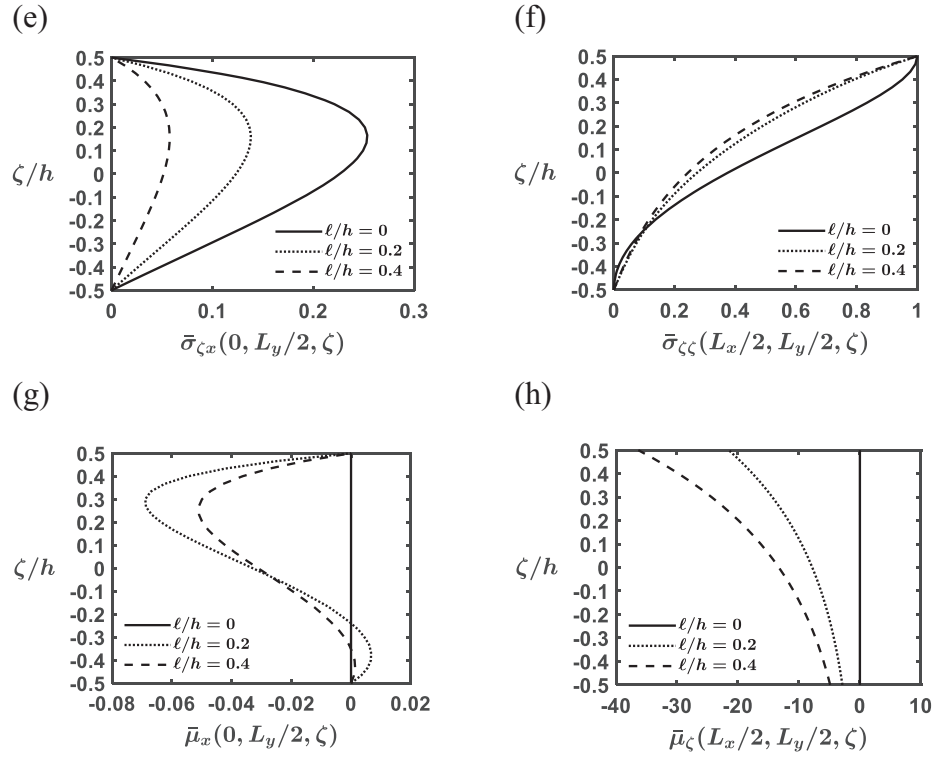 (e)
0.5
0.4
0.3
0.2
0.1
ζ/h 0
-0.1
-0.2
-0.3
-0.4
-0.5
ℓ/h = 0
ℓ/h = 0.2
ℓ/h = 0.4
0 0.1 0.2 0.3
σ̄ζx(0, Ly/2, ζ)
(f)
0.5
0.4
0.3
0.2
0.1
ζ/h 0
-0.1
-0.2
-0.3
-0.4
-0.5
ℓ/h = 0
ℓ/h = 0.2
ℓ/h = 0.4
0 0.2 0.4 0.6 0.8 1
σ̄ζζ(Lx/2, Ly/2, ζ)
(g)
0.5
0.4
0.3
0.2
0.1
ζ/h 0
-0.1
-0.2
-0.3
-0.4
-0.5
ℓ/h = 0
ℓ/h = 0.2
ℓ/h = 0.4
-0.08 -0.06 -0.04 -0.02 0 0.02
μ̄x(0, Ly/2, ζ)
(h)
0.5
0.4
0.3
0.2
0.1
ζ/h 0
-0.1
-0.2
-0.3
-0.4
-0.5
ℓ/h = 0
ℓ/h = 0.2
ℓ/h = 0.4
-40 -30 -20 -10 0 10
μ̄ζ(Lx/2, Ly/2, ζ)